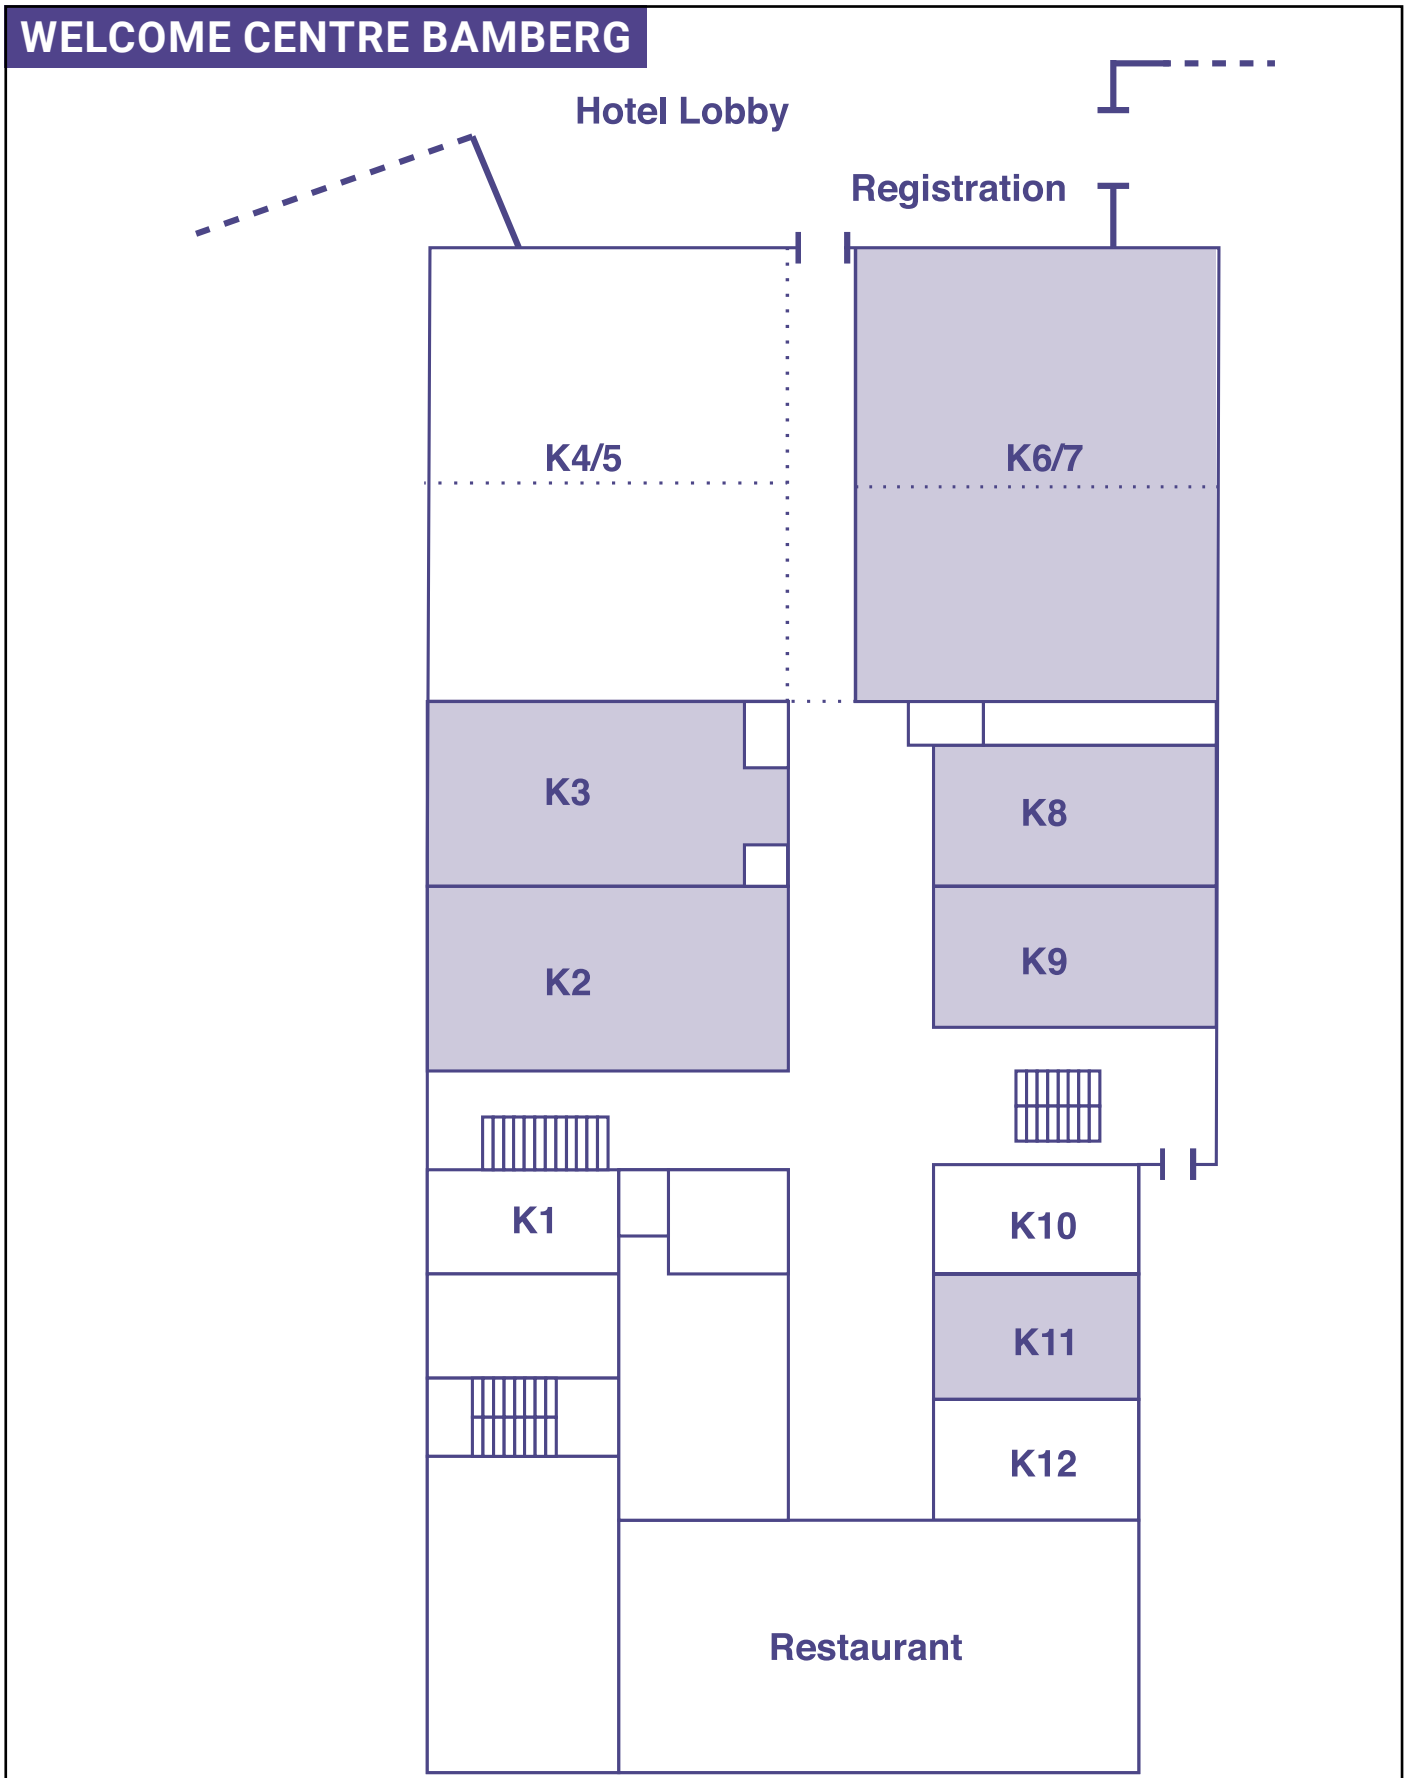 WELCOME CENTRE BAMBERG
Hotel Lobby
Registration
K4/5
K6/7
K3
K8
K9
K2
K1
K10
K11
K12
Restaurant